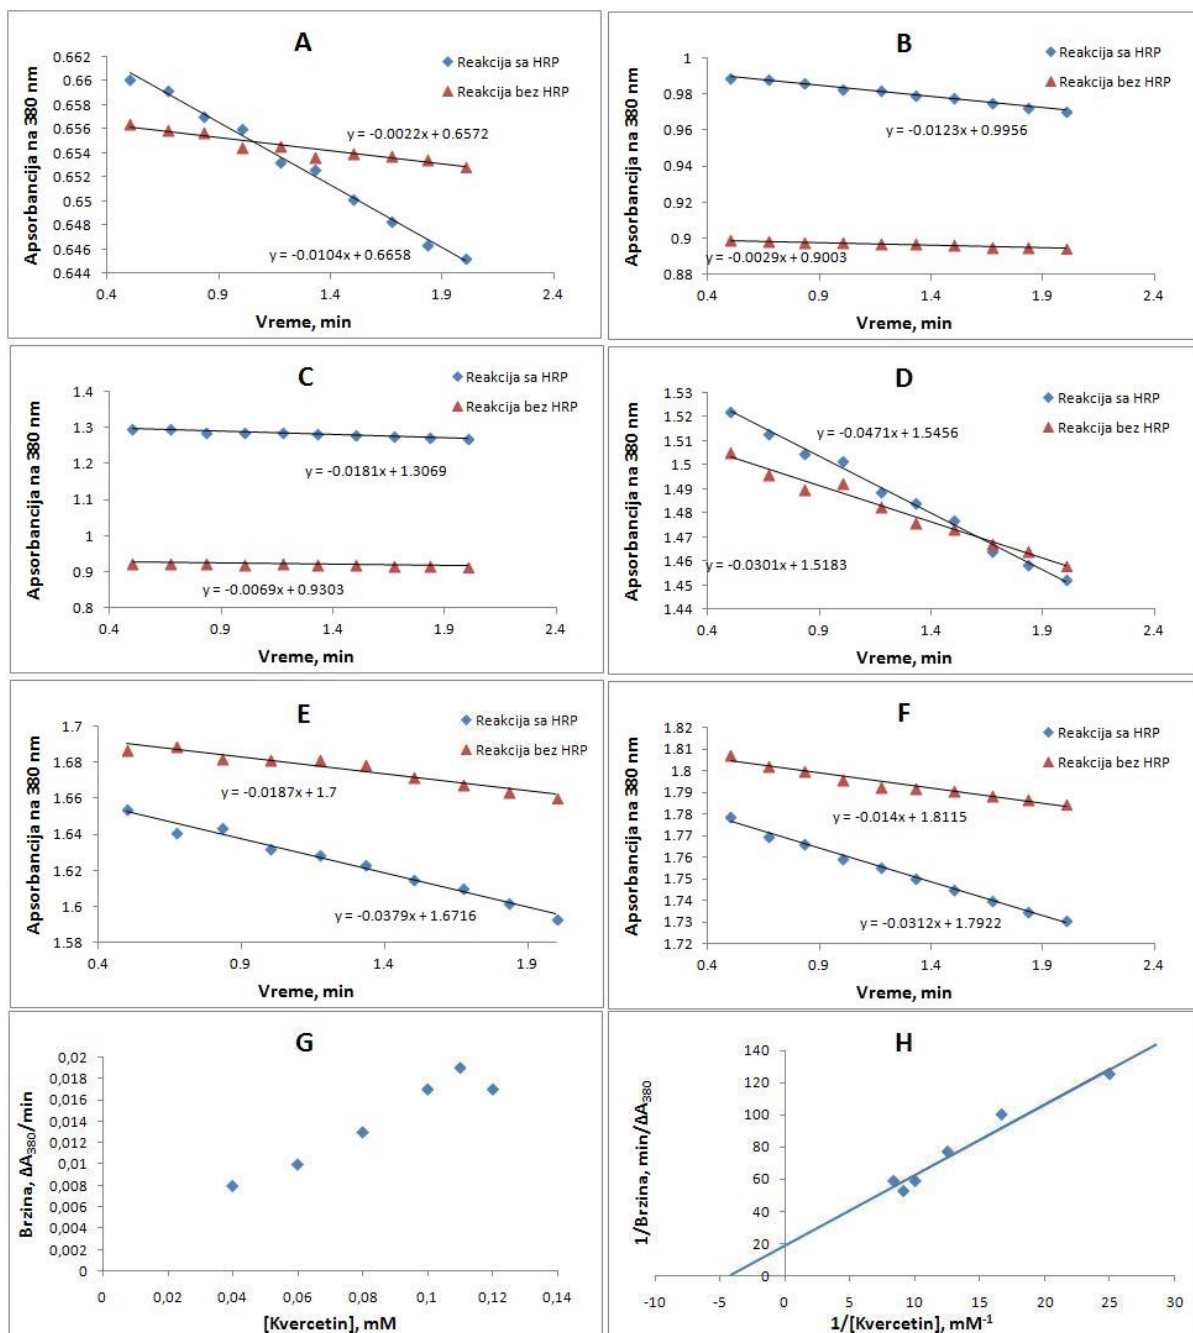 A
Reakcija sa HRP
Reakcija bez HRP
Apsorbancija na 380 nm
0.662
0.66
0.658
0.656
0.654
0.652
0.65
0.648
0.646
0.644
y = -0.0022x + 0.6572
y = -0.0104x + 0.6658
0.4 0.9 1.4 1.9 2.4
Vreme, min
B
Reakcija sa HRP
Reakcija bez HRP
Apsorbancija na 380 nm
1
0.98
0.96
0.94
0.92
0.9
0.88
y = -0.0123x + 0.9956
y = -0.0029x + 0.9003
0.4 0.9 1.4 1.9 2.4
Vreme, min
C
Reakcija sa HRP
Reakcija bez HRP
Apsorbancija na 380 nm
1.4
1.3
1.2
1.1
1
0.9
0.8
y = -0.0181x + 1.3069
y = -0.0069x + 0.9303
0.4 0.9 1.4 1.9 2.4
Vreme, min
D
Reakcija sa HRP
Reakcija bez HRP
Apsorbancija na 380 nm
1.53
1.52
1.51
1.5
1.49
1.48
1.47
1.46
1.45
1.44
y = -0.0471x + 1.5456
y = -0.0301x + 1.5183
0.4 0.9 1.4 1.9 2.4
Vreme, min
E
Reakcija sa HRP
Reakcija bez HRP
Apsorbancija na 380 nm
1.7
1.68
1.66
1.64
1.62
1.6
1.58
y = -0.0187x + 1.7
y = -0.0379x + 1.6716
0.4 0.9 1.4 1.9
Vreme, min
F
Reakcija sa HRP
Reakcija bez HRP
Apsorbancija na 380 nm
1.82
1.81
1.8
1.79
1.78
1.77
1.76
1.75
1.74
1.73
1.72
y = -0.014x + 1.8115
y = -0.0312x + 1.7922
0.4 0.9 1.4 1.9 2.4
Vreme, min
G
Brzina, ΔA₃₈₀/min
0,02
0,018
0,016
0,014
0,012
0,01
0,008
0,006
0,004
0,002
0
0 0,02 0,04 0,06 0,08 0,1 0,12 0,14
[Kvercetin], mM
H
1/Brzina, min/ΔA₃₈₀
140
120
100
80
60
40
20
0
-10 -5 0 5 10 15 20 25 30
1/[Kvercetin], mM⁻¹